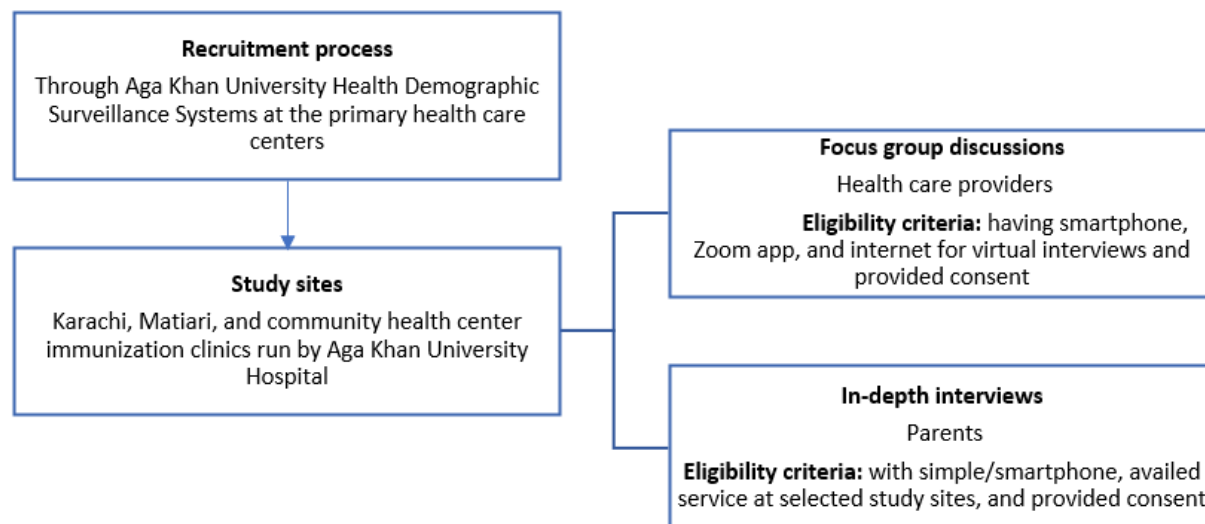 Recruitment process
Through Aga Khan University Health Demographic
Surveillance Systems at the primary health care
centers
Study sites
Karachi, Matiari, and community health center
immunization clinics run by Aga Khan University
Hospital
Focus group discussions
Health care providers
Eligibility criteria: having smartphone,
Zoom app, and internet for virtual interviews and
provided consent
In-depth interviews
Parents
Eligibility criteria: with simple/smartphone, availed
service at selected study sites, and provided consent